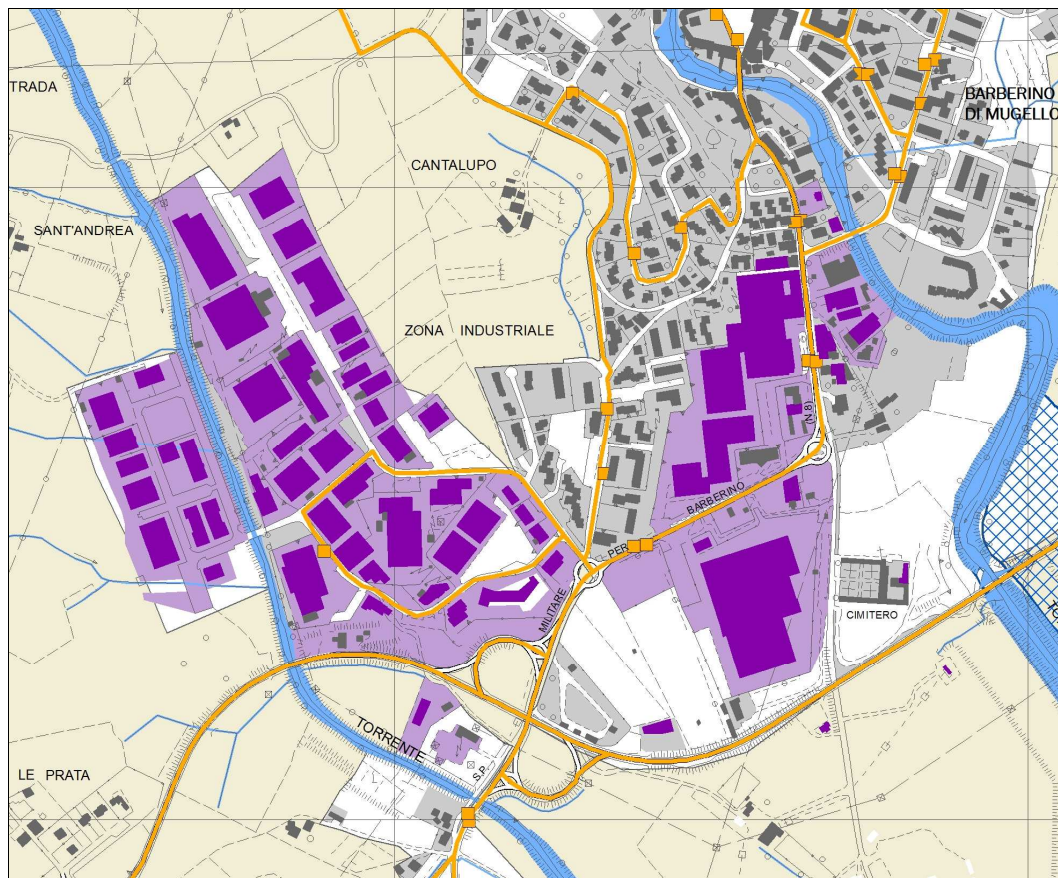 TRADA
BARBERINO
DI MUGELLO
CANTALUPO
SANT'ANDREA
ZONA INDUSTRIALE
(N.8)
BARBERINO
PER
MILITARE
CIMITERO
TORRENTE
S.P.
LE PRATA